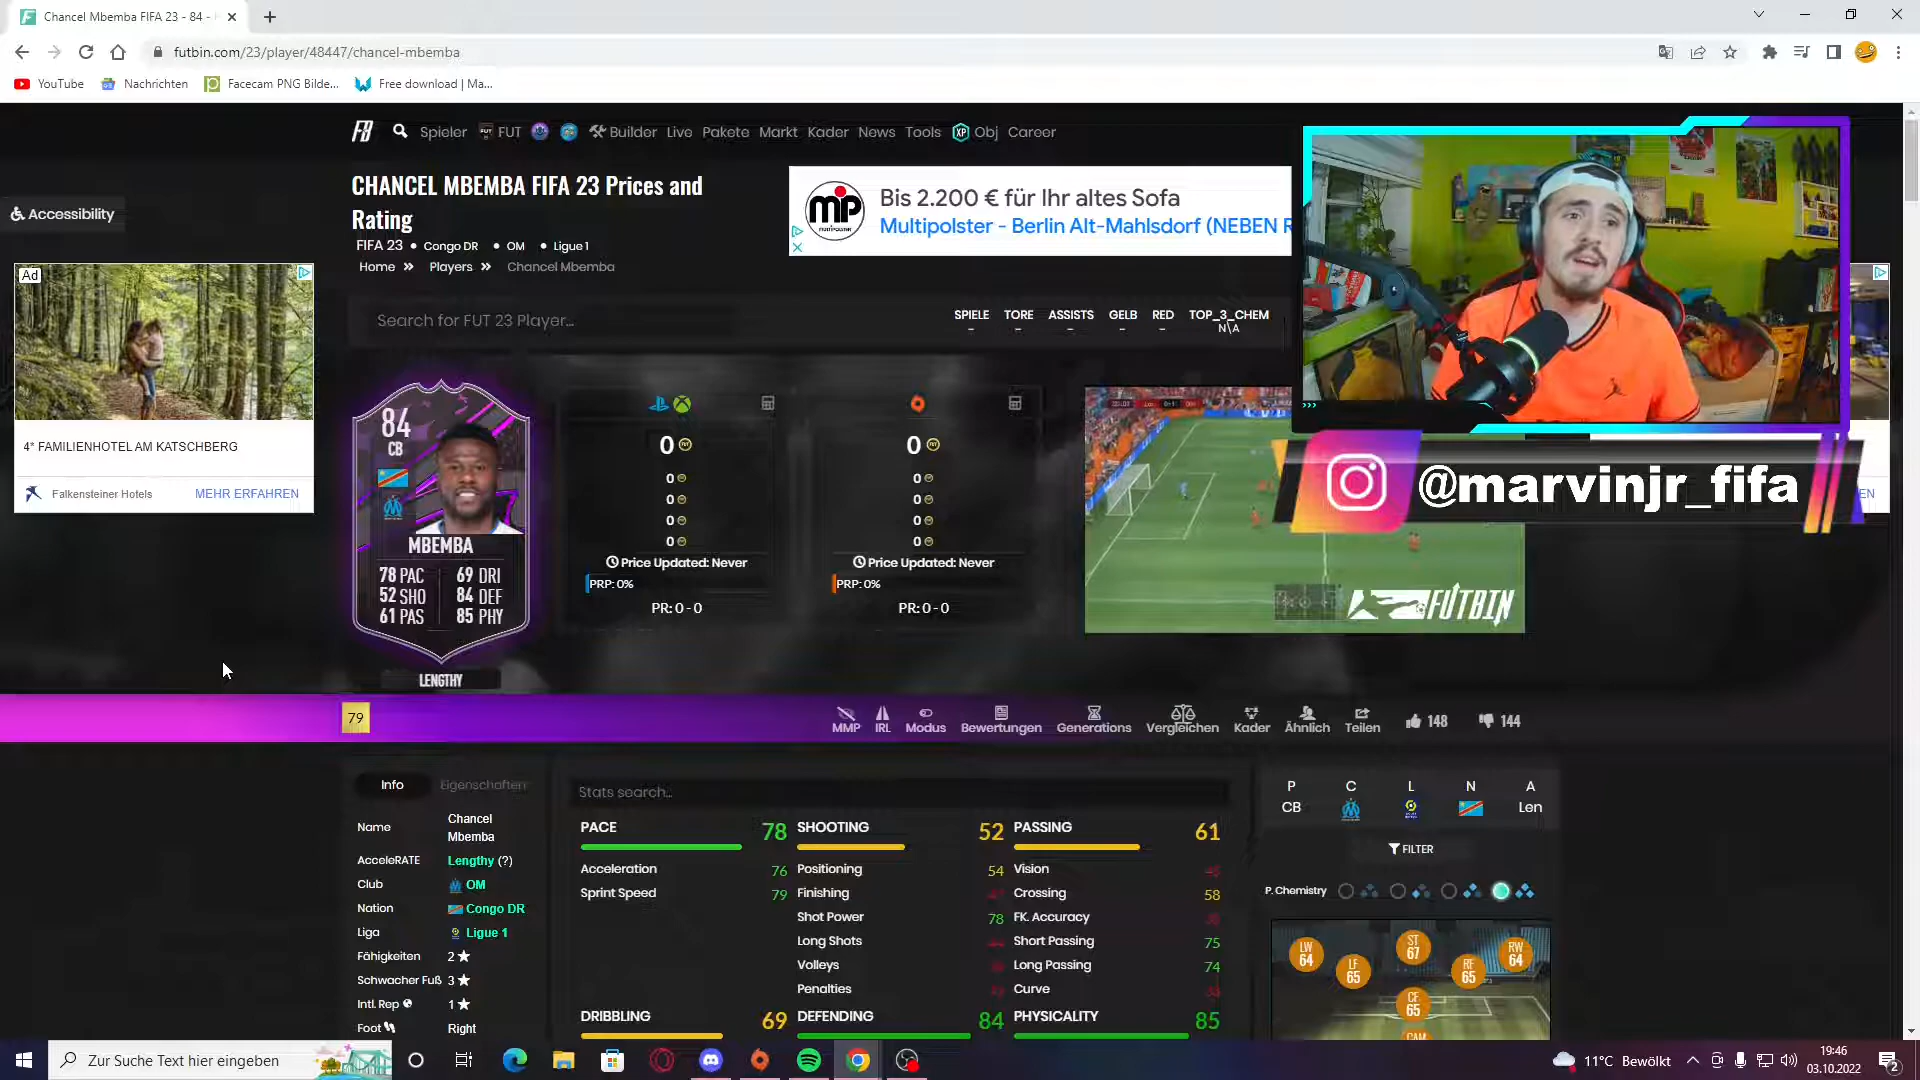 Chancel Mbemba FIFA 23 - 84 -
futbin.com/23/player/48447/chancel-mbemba
YouTube Nachrichten Facecam PNG Bilde... Free download | Ma...
Spieler FUT Builder Live Pakete Markt Kader News Tools XP Obj Career
CHANCEL MBEMBA FIFA 23 Prices and
Rating
FIFA 23 • Congo DR • OM • Ligue 1
Home » Players » Chancel Mbemba
Accessibility
mp
Bis 2.200 € für Ihr altes Sofa
Multipolster - Berlin Alt-Mahlsdorf (NEBEN R
Ad
4* FAMILIENHOTEL AM KATSCHBERG
Falkensteiner Hotels MEHR ERFAHREN
Search for FUT 23 Player...
SPIELE TORE ASSISTS GELB RED TOP_3_CHEM
- - - - - N\A
84
CB
MBEMBA
78 PAC 69 DRI
52 SHO 84 DEF
61 PAS 85 PHY
LENGTHY
0
0
0
0
0
Price Updated: Never
PRP: 0%
PR: 0 - 0
0
0
0
0
0
Price Updated: Never
PRP: 0%
PR: 0 - 0
FUTBIN
@marvinjr_fifa
EN
79
MMP IRL Modus Bewertungen Generations Vergleichen Kader Ähnlich Teilen 148 144
Info Eigenschaften
Name Chancel
Mbemba
AcceleRATE Lengthy (?)
Club OM
Nation Congo DR
Liga Ligue 1
Fähigkeiten 2
Schwacher Fuß 3
Intl. Rep 1
Foot Right
Stats search...
PACE 78
Acceleration 76
Sprint Speed 79
SHOOTING 52
Positioning 54
Finishing
Shot Power 78
Long Shots
Volleys
Penalties
PASSING 61
Vision
Crossing 58
FK. Accuracy
Short Passing 75
Long Passing 74
Curve
DRIBBLING 69
DEFENDING 84
PHYSICALITY 85
P C L N A
CB Len
FILTER
P. Chemistry
LW
64
LF
65
ST
67
RF
65
RW
64
CF
65
CAM
Zur Suche Text hier eingeben
11°C Bewölkt
19:46
03.10.2022
2